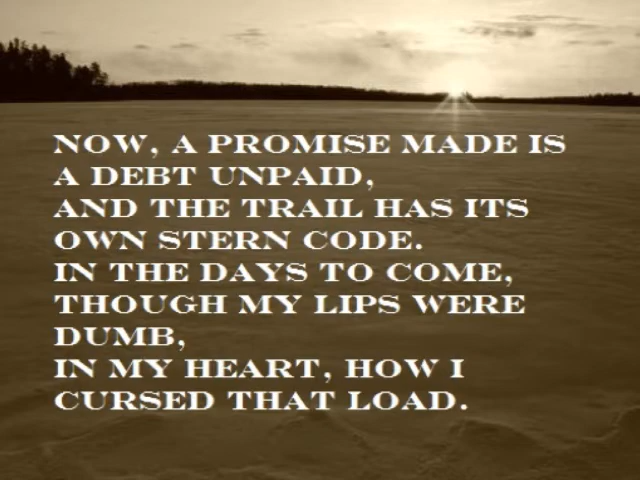 NOW, A PROMISE MADE IS
A DEBT UNPAID,
AND THE TRAIL HAS ITS
OWN STERN CODE.
IN THE DAYS TO COME,
THOUGH MY LIPS WERE
DUMB,
IN MY HEART, HOW I
CURSED THAT LOAD.